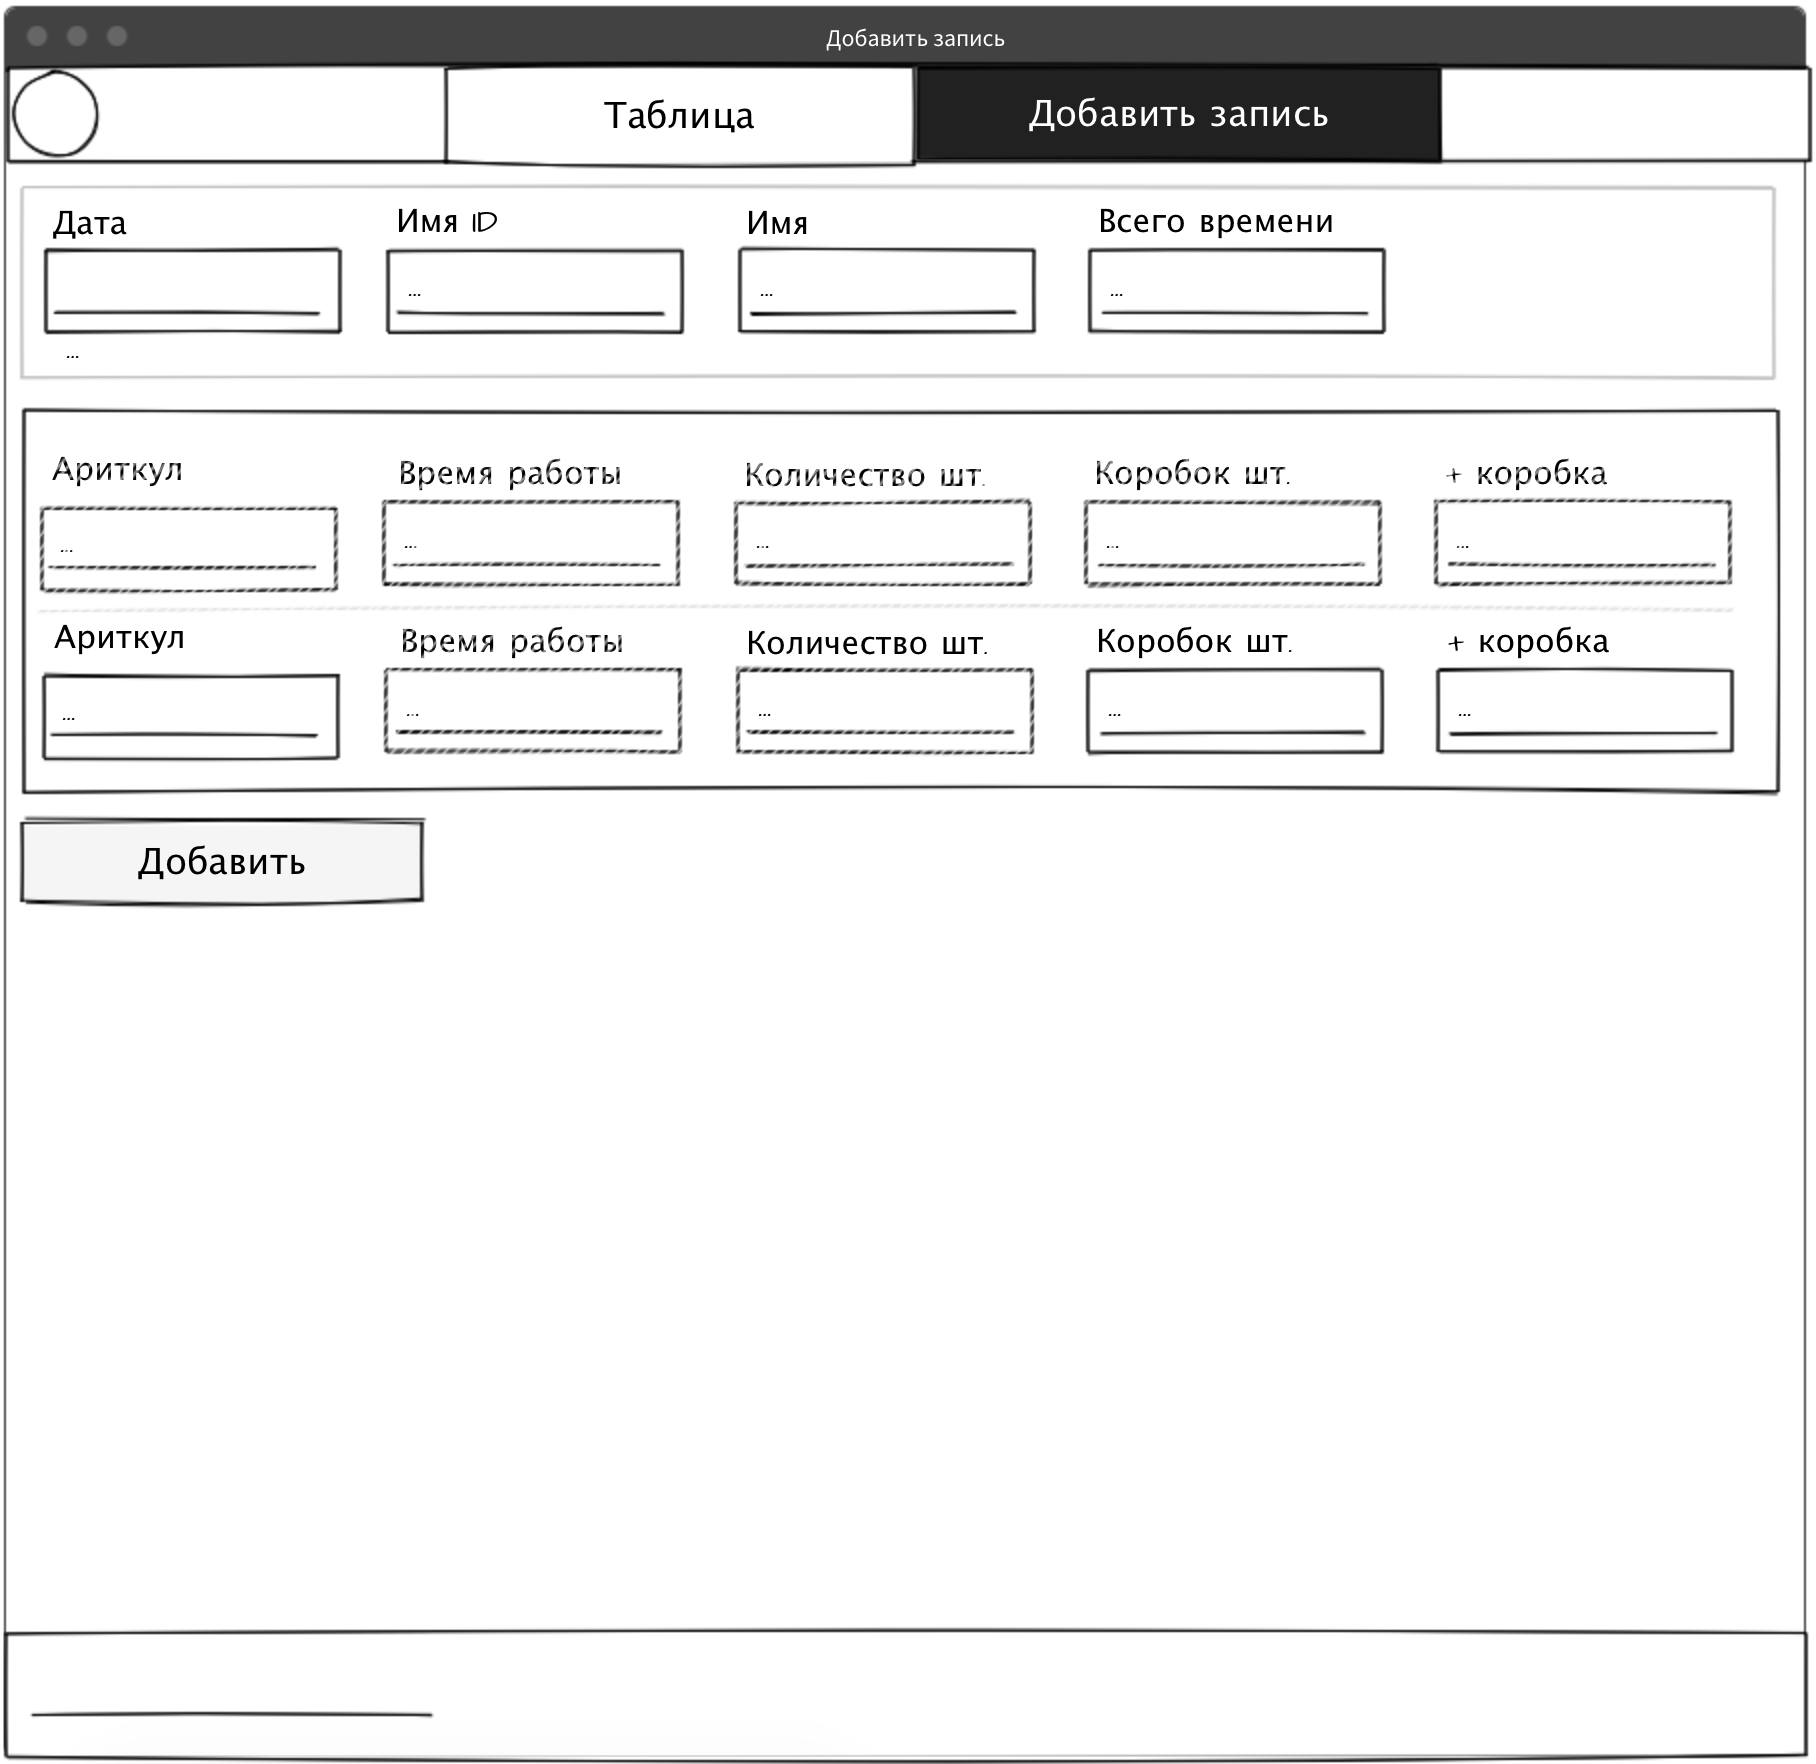 Добавить запись
Таблица Добавить запись
Дата Имя ID Имя Всего времени
... ... ...
...
Ариткул Время работы Количество шт. Коробок шт. + коробка
... ... ... ... ...
Ариткул Время работы Количество шт. Коробок шт. + коробка
... ... ... ... ...
Добавить